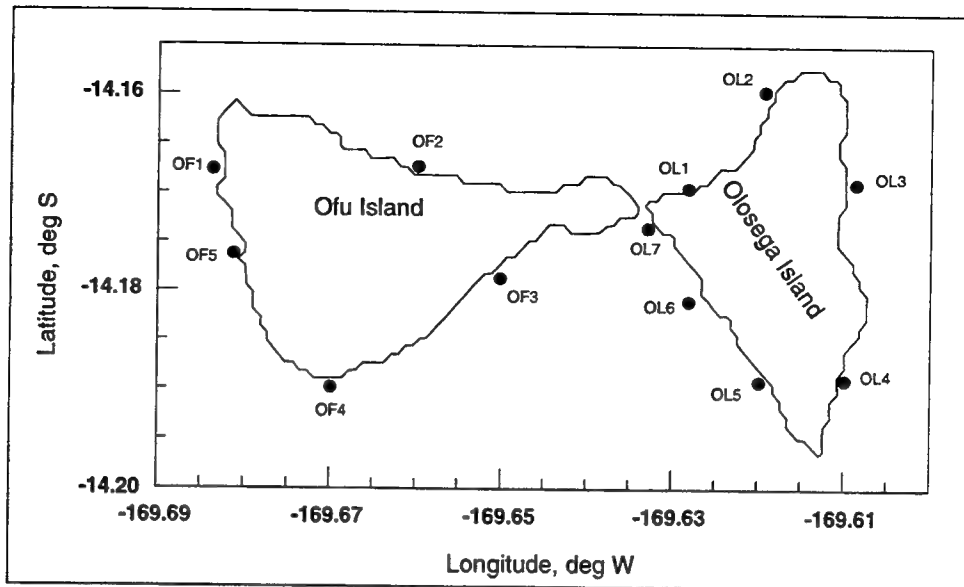 -14.16
-14.18
-14.20
Latitude, deg S
OF1
OF2
OF3
OF4
OF5
Ofu Island
OL1
OL2
OL3
OL4
OL5
OL6
OL7
Olosega Island
-169.69
-169.67
-169.65
-169.63
-169.61
Longitude, deg W